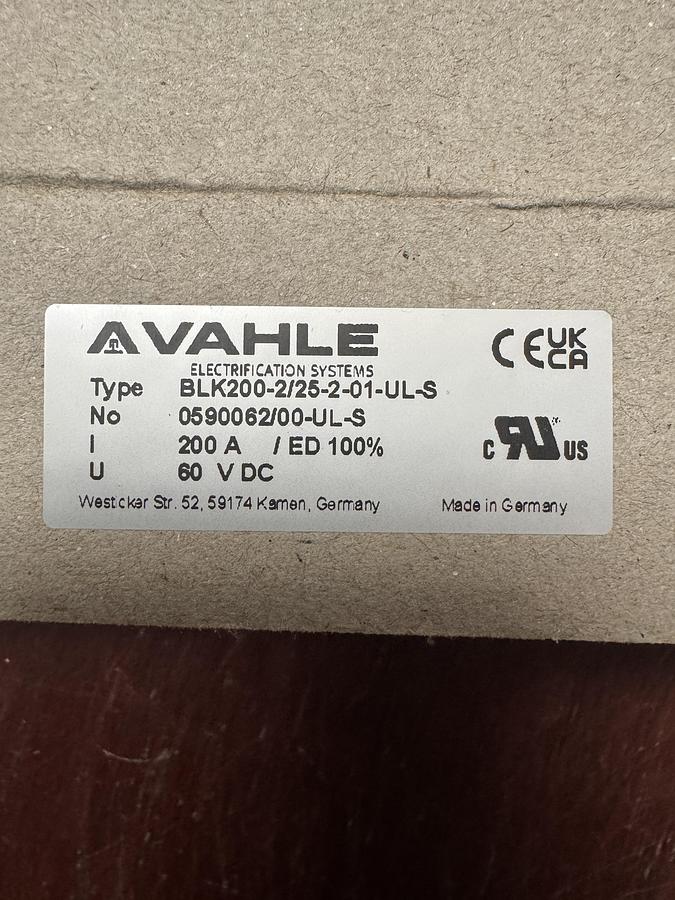 VAHLE
ELECTRIFICATION SYSTEMS
CE UK CA
Type BLK200-2/25-2-01-UL-S
No 0590062/00-UL-S
I 200 A / ED 100%
U 60 V DC
c RU US
Westicker Str. 52, 59174 Kamen, Germany
Made in Germany